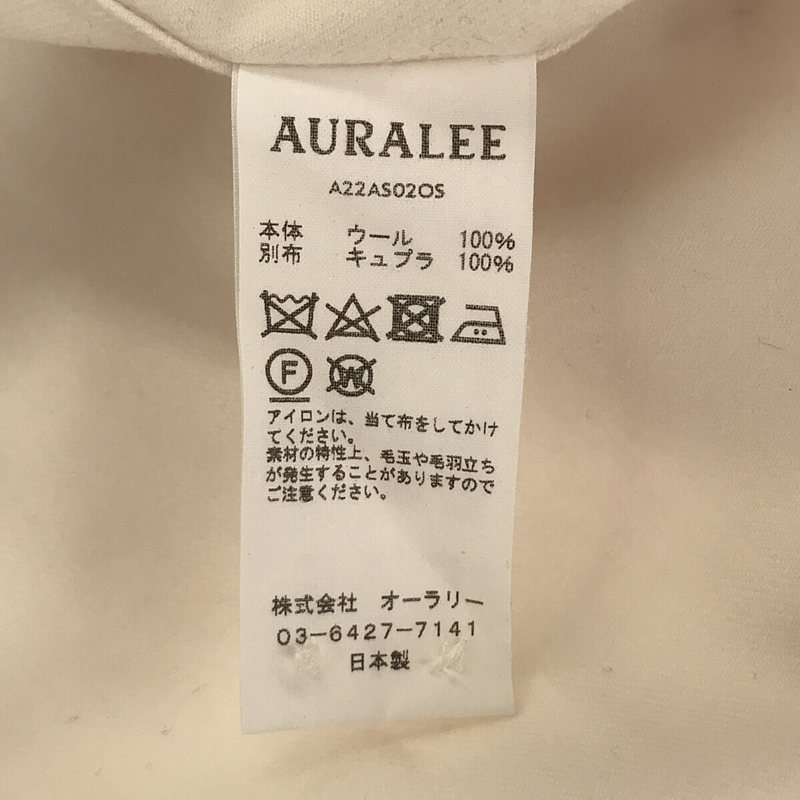 AURALEE
A22AS02OS
本体 ウール 100%
別布 キュプラ 100%
F W
アイロンは、当て布をしてかけ
てください。
素材の特性上、毛玉や毛羽立ち
が発生することがありますので
ご注意ください。
株式会社 オーラリー
03-6427-7141
日本製